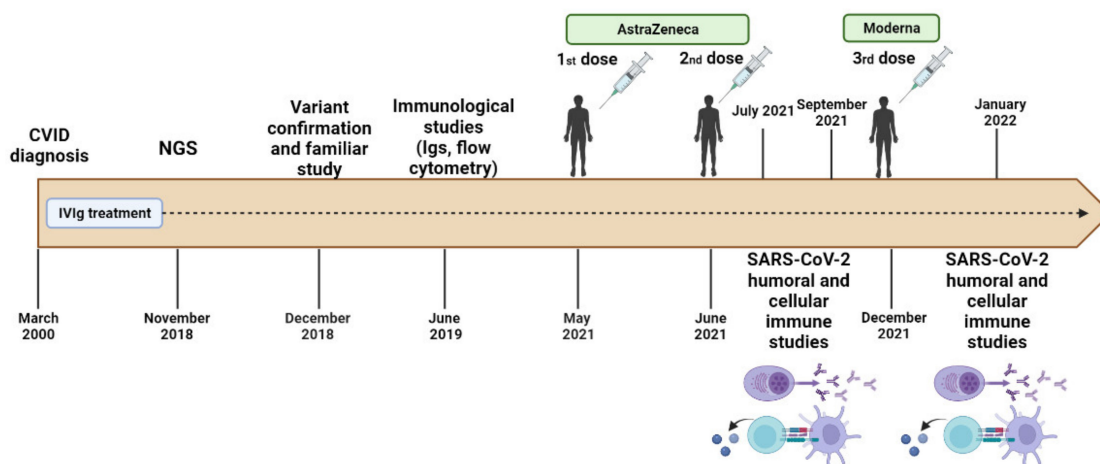 AstraZeneca
Moderna
1st dose
2nd dose
3rd dose
CVID
diagnosis
NGS
Variant
confirmation
and familiar
study
Immunological
studies
(Igs, flow
cytometry)
July 2021
September
2021
January
2022
IVIg treatment
March
2000
November
2018
December
2018
June
2019
May
2021
June
2021
SARS-CoV-2
humoral and
cellular
immune
studies
December
2021
SARS-CoV-2
humoral and
cellular
immune
studies